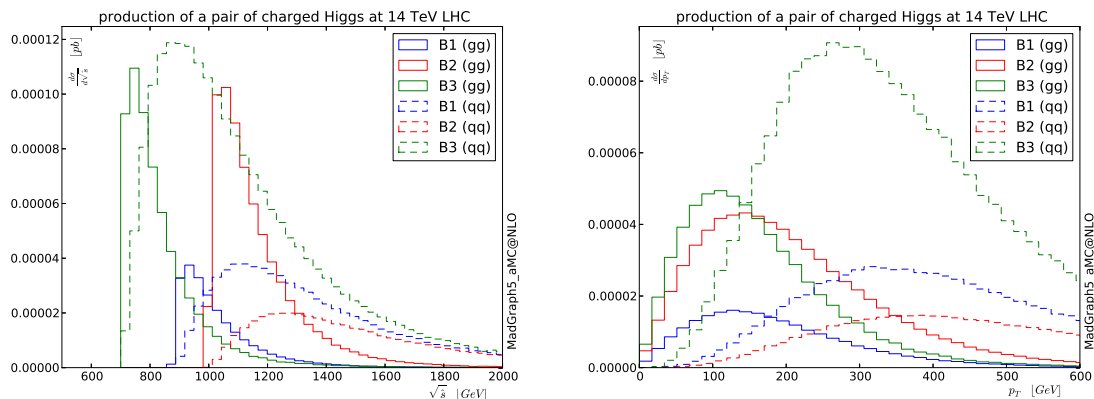 production of a pair of charged Higgs at 14 TeV LHC
dσ/d√ŝ [pb]
0.00012
0.00010
0.00008
0.00006
0.00004
0.00002
0.00000
600
800
1000
1200
1400
1600
1800
2000
√ŝ [GeV]
B1 (gg)
B2 (gg)
B3 (gg)
B1 (qq)
B2 (qq)
B3 (qq)
MadGraph5_aMC@NLO
production of a pair of charged Higgs at 14 TeV LHC
dσ/dp_T [pb]
0.00008
0.00006
0.00004
0.00002
0.00000
0
100
200
300
400
500
600
p_T [GeV]
B1 (gg)
B2 (gg)
B3 (gg)
B1 (qq)
B2 (qq)
B3 (qq)
MadGraph5_aMC@NLO